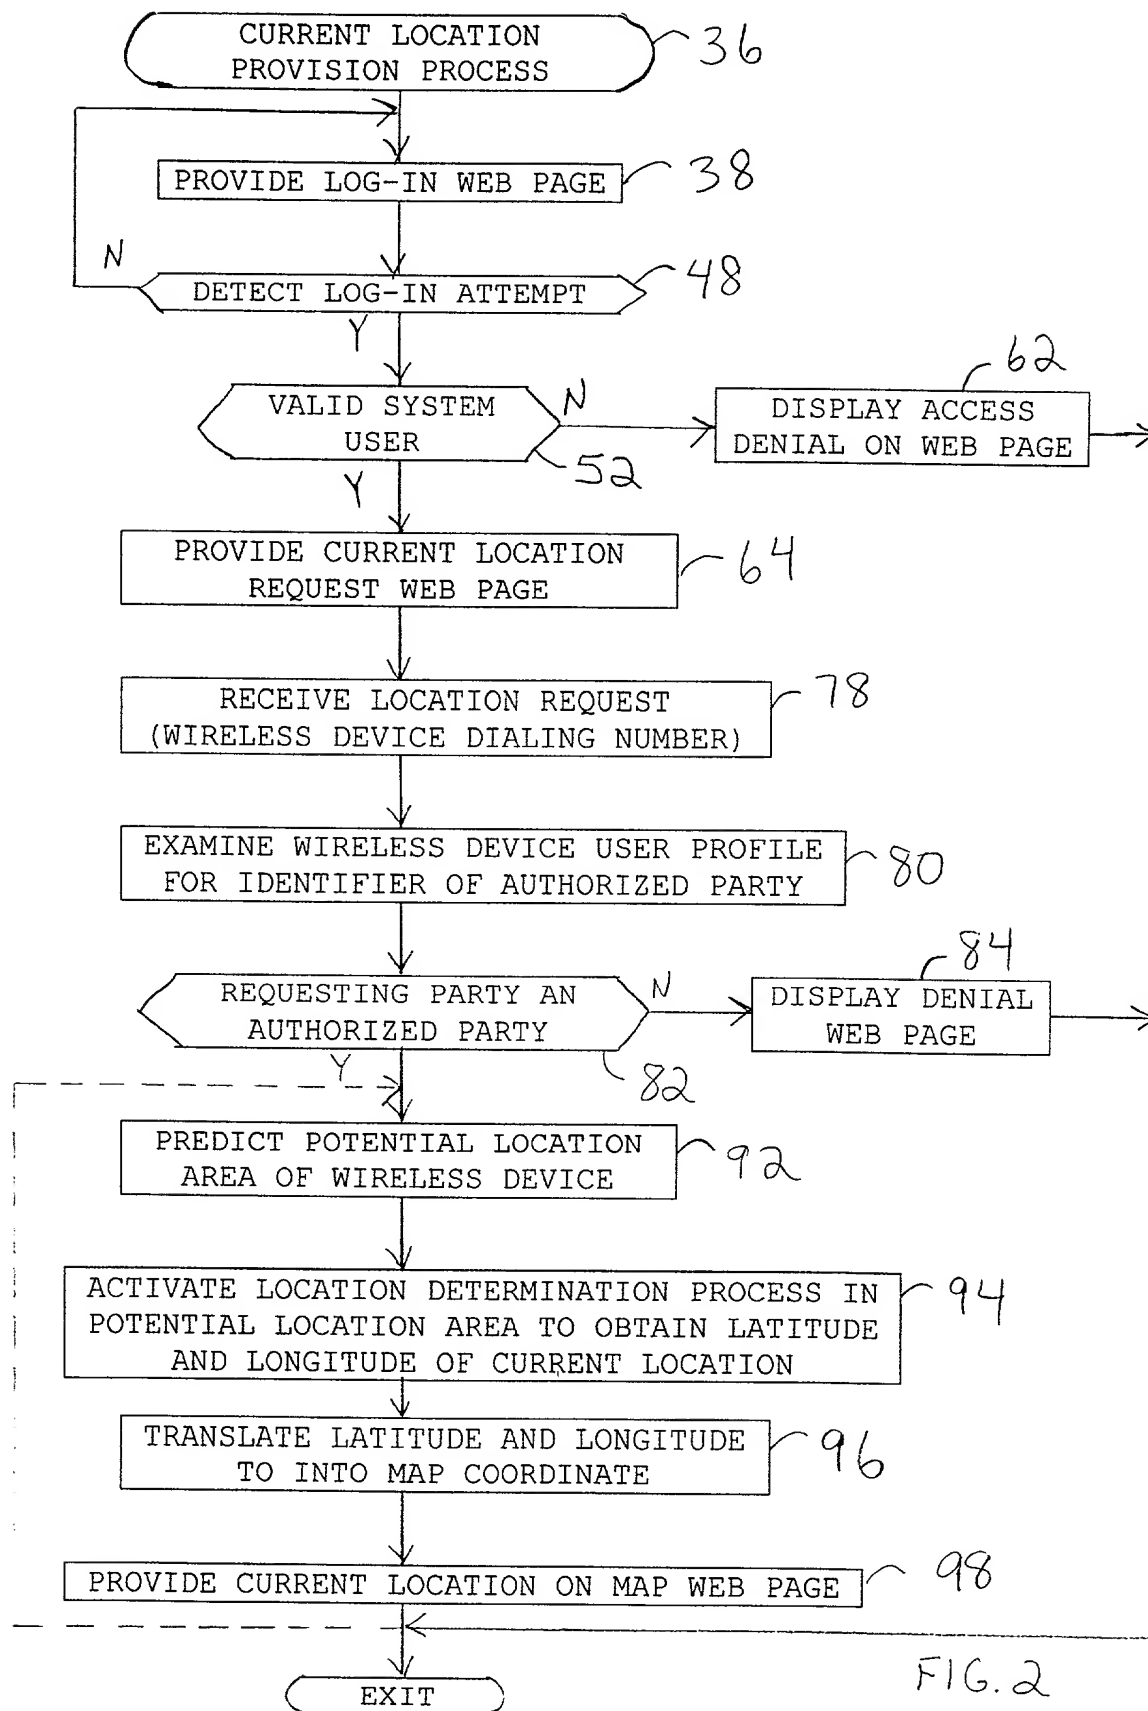 CURRENT LOCATION
PROVISION PROCESS
36
PROVIDE LOG-IN WEB PAGE
38
N
DETECT LOG-IN ATTEMPT
48
Y
VALID SYSTEM
USER
N
52
62
DISPLAY ACCESS
DENIAL ON WEB PAGE
Y
PROVIDE CURRENT LOCATION
REQUEST WEB PAGE
64
RECEIVE LOCATION REQUEST
(WIRELESS DEVICE DIALING NUMBER)
78
EXAMINE WIRELESS DEVICE USER PROFILE
FOR IDENTIFIER OF AUTHORIZED PARTY
80
REQUESTING PARTY AN
AUTHORIZED PARTY
N
82
84
DISPLAY DENIAL
WEB PAGE
Y
PREDICT POTENTIAL LOCATION
AREA OF WIRELESS DEVICE
92
ACTIVATE LOCATION DETERMINATION PROCESS IN
POTENTIAL LOCATION AREA TO OBTAIN LATITUDE
AND LONGITUDE OF CURRENT LOCATION
94
TRANSLATE LATITUDE AND LONGITUDE
TO INTO MAP COORDINATE
96
PROVIDE CURRENT LOCATION ON MAP WEB PAGE
98
EXIT
FIG. 2